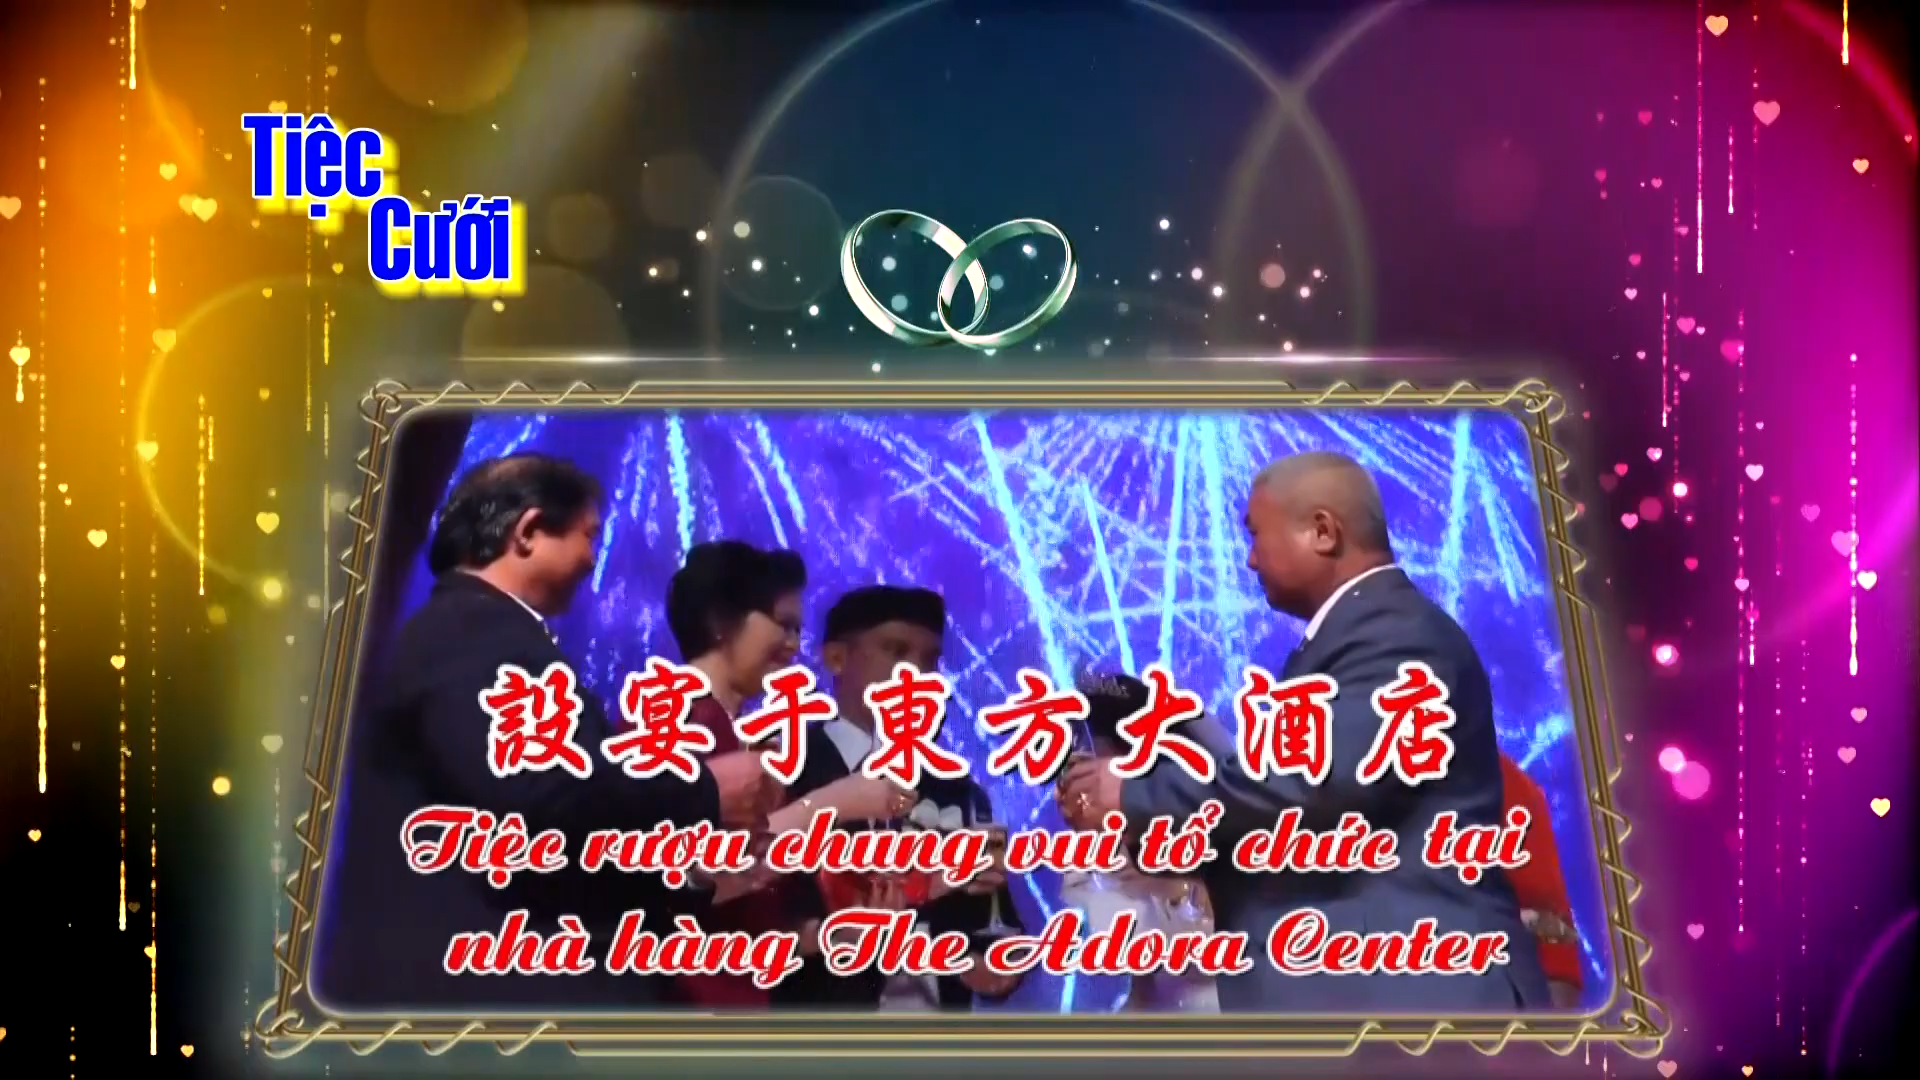 Tiệc
Cưới
設宴于東方大酒店
Tiệc rượu chung vui tổ chức tại
nhà hàng The Adora Center